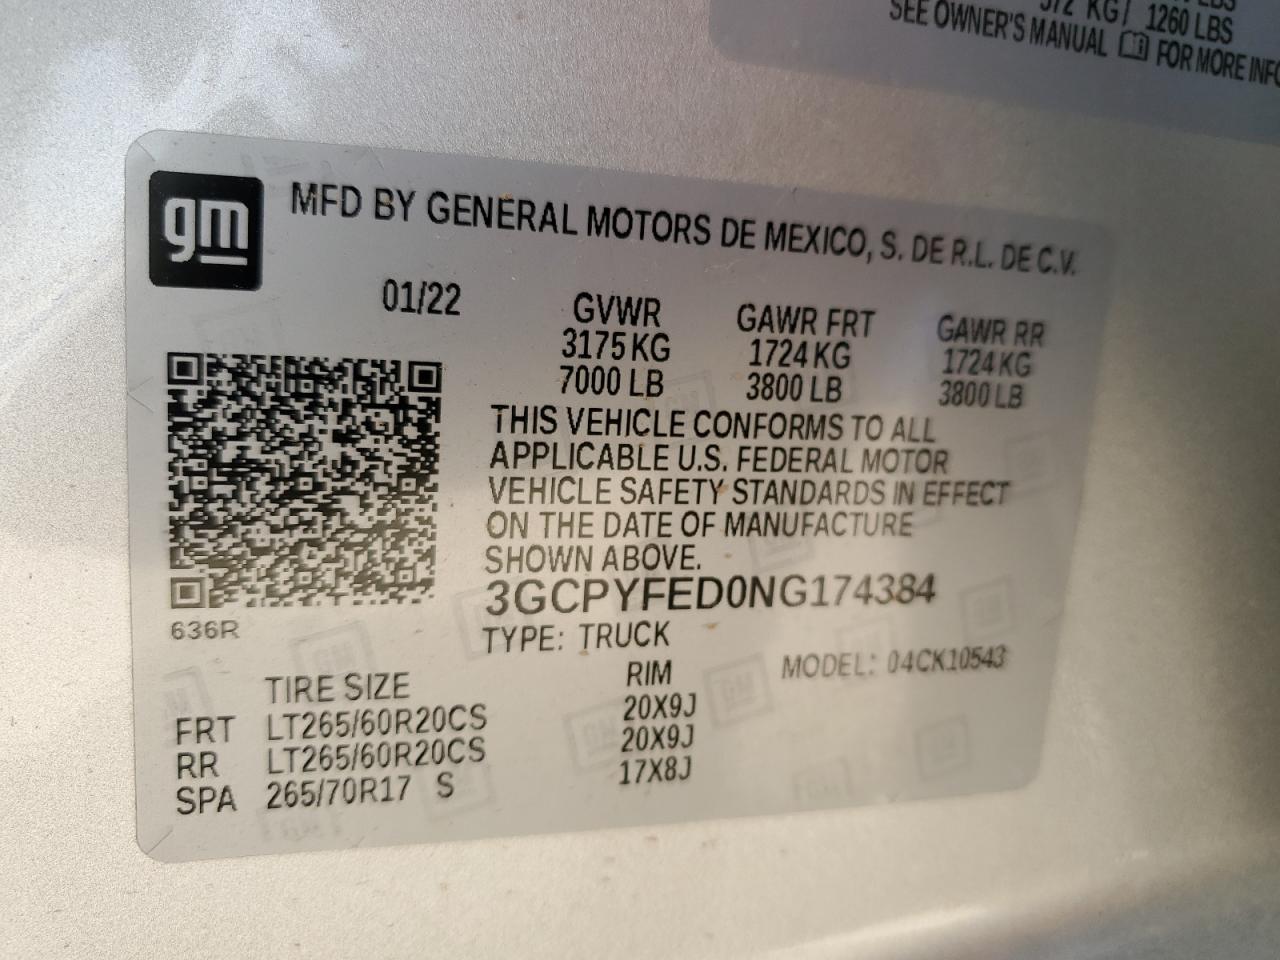 572 KG / 1260 LBS
SEE OWNER'S MANUAL FOR MORE INFO
gm
MFD BY GENERAL MOTORS DE MEXICO, S. DE R.L. DE C.V.
01/22 GVWR GAWR FRT GAWR RR
3175 KG 1724 KG 1724 KG
7000 LB 3800 LB 3800 LB
THIS VEHICLE CONFORMS TO ALL
APPLICABLE U.S. FEDERAL MOTOR
VEHICLE SAFETY STANDARDS IN EFFECT
ON THE DATE OF MANUFACTURE
SHOWN ABOVE.
3GCPYFED0NG174384
636R
TYPE: TRUCK
MODEL: 04CK10543
TIRE SIZE RIM
FRT LT265/60R20CS 20X9J
RR LT265/60R20CS 20X9J
SPA 265/70R17 S 17X8J